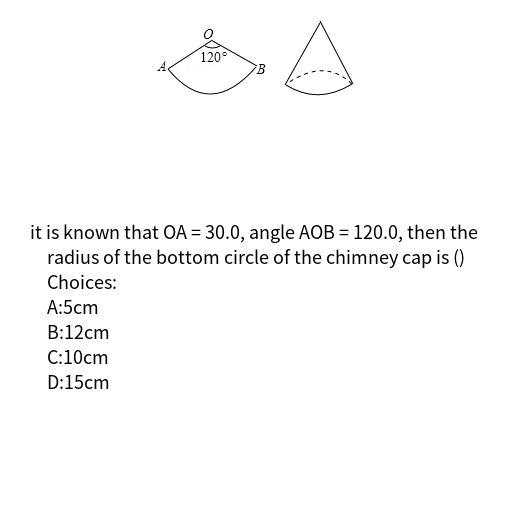 O
120°
A
B
it is known that OA = 30.0, angle AOB = 120.0, then the
radius of the bottom circle of the chimney cap is ()
Choices:
A:5cm
B:12cm
C:10cm
D:15cm